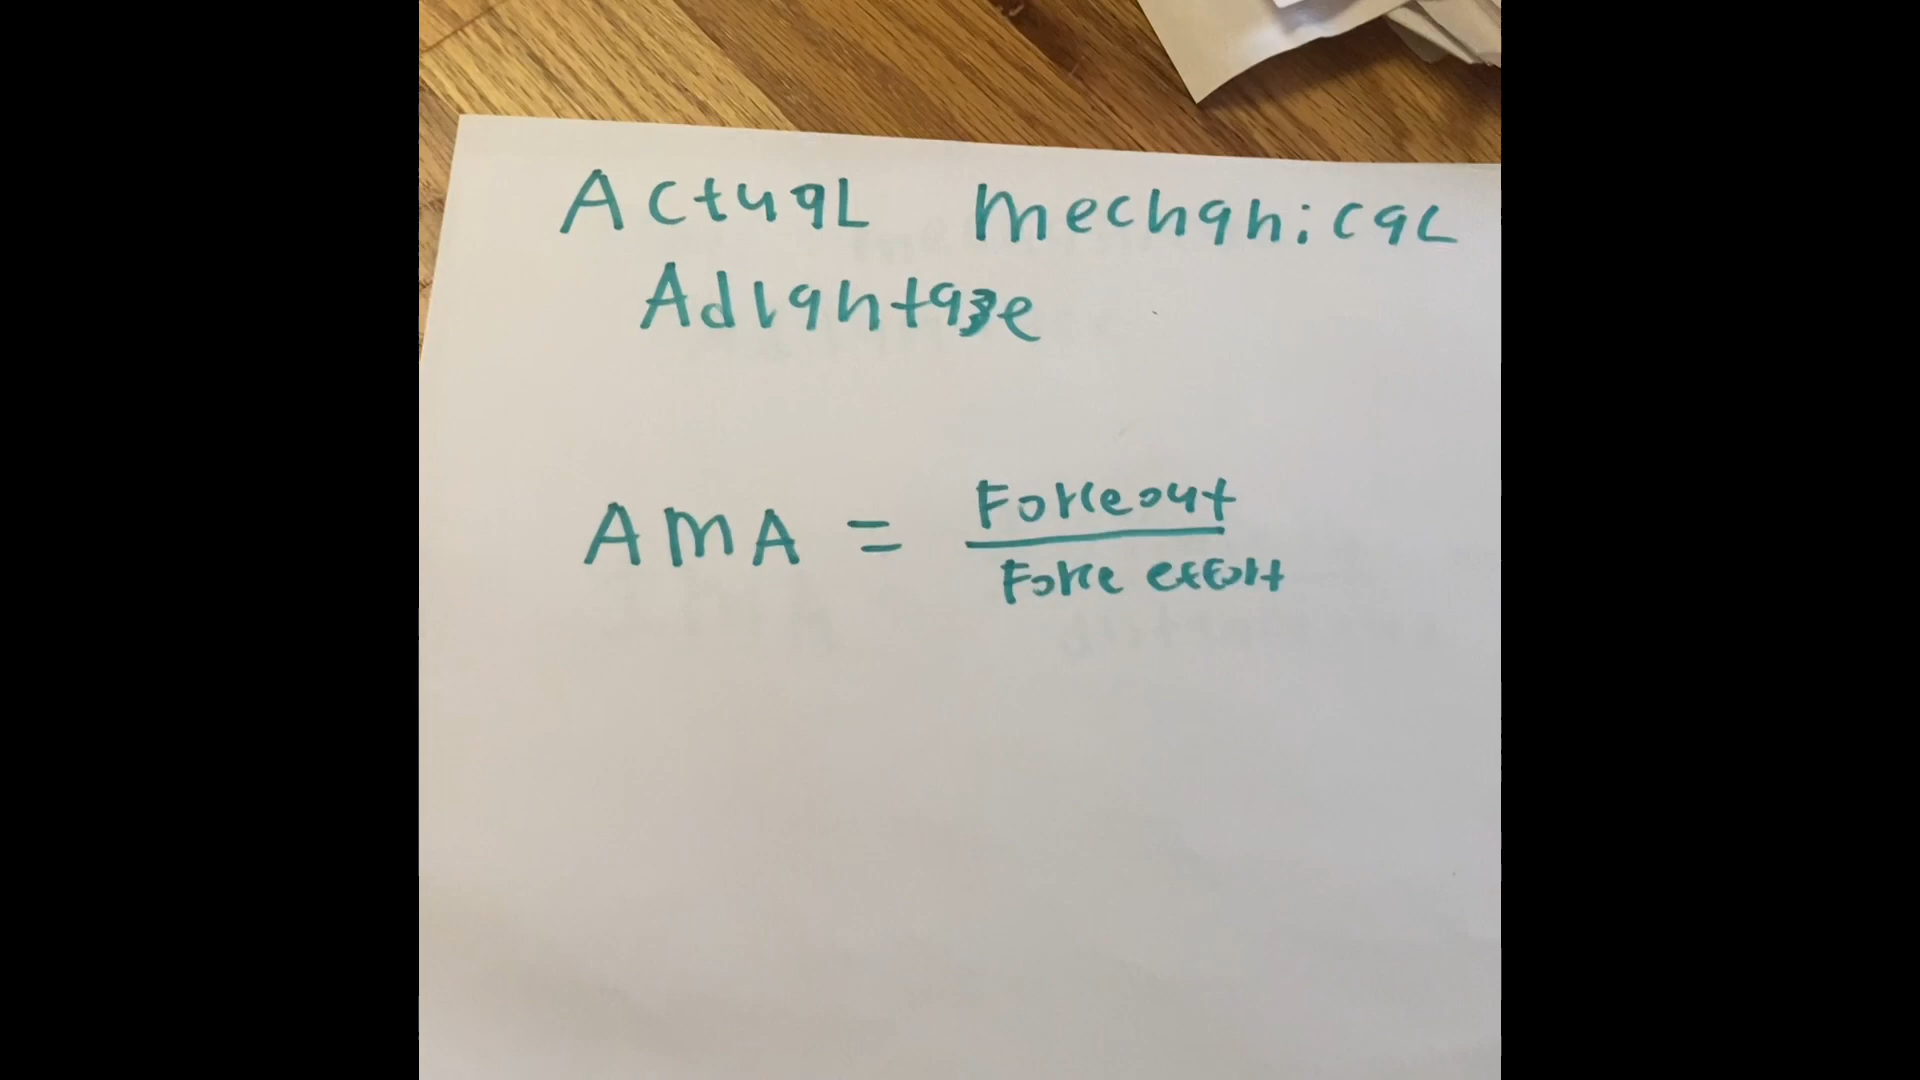 Actual Mechanical
Advantage
AMA = Force out
Force effort